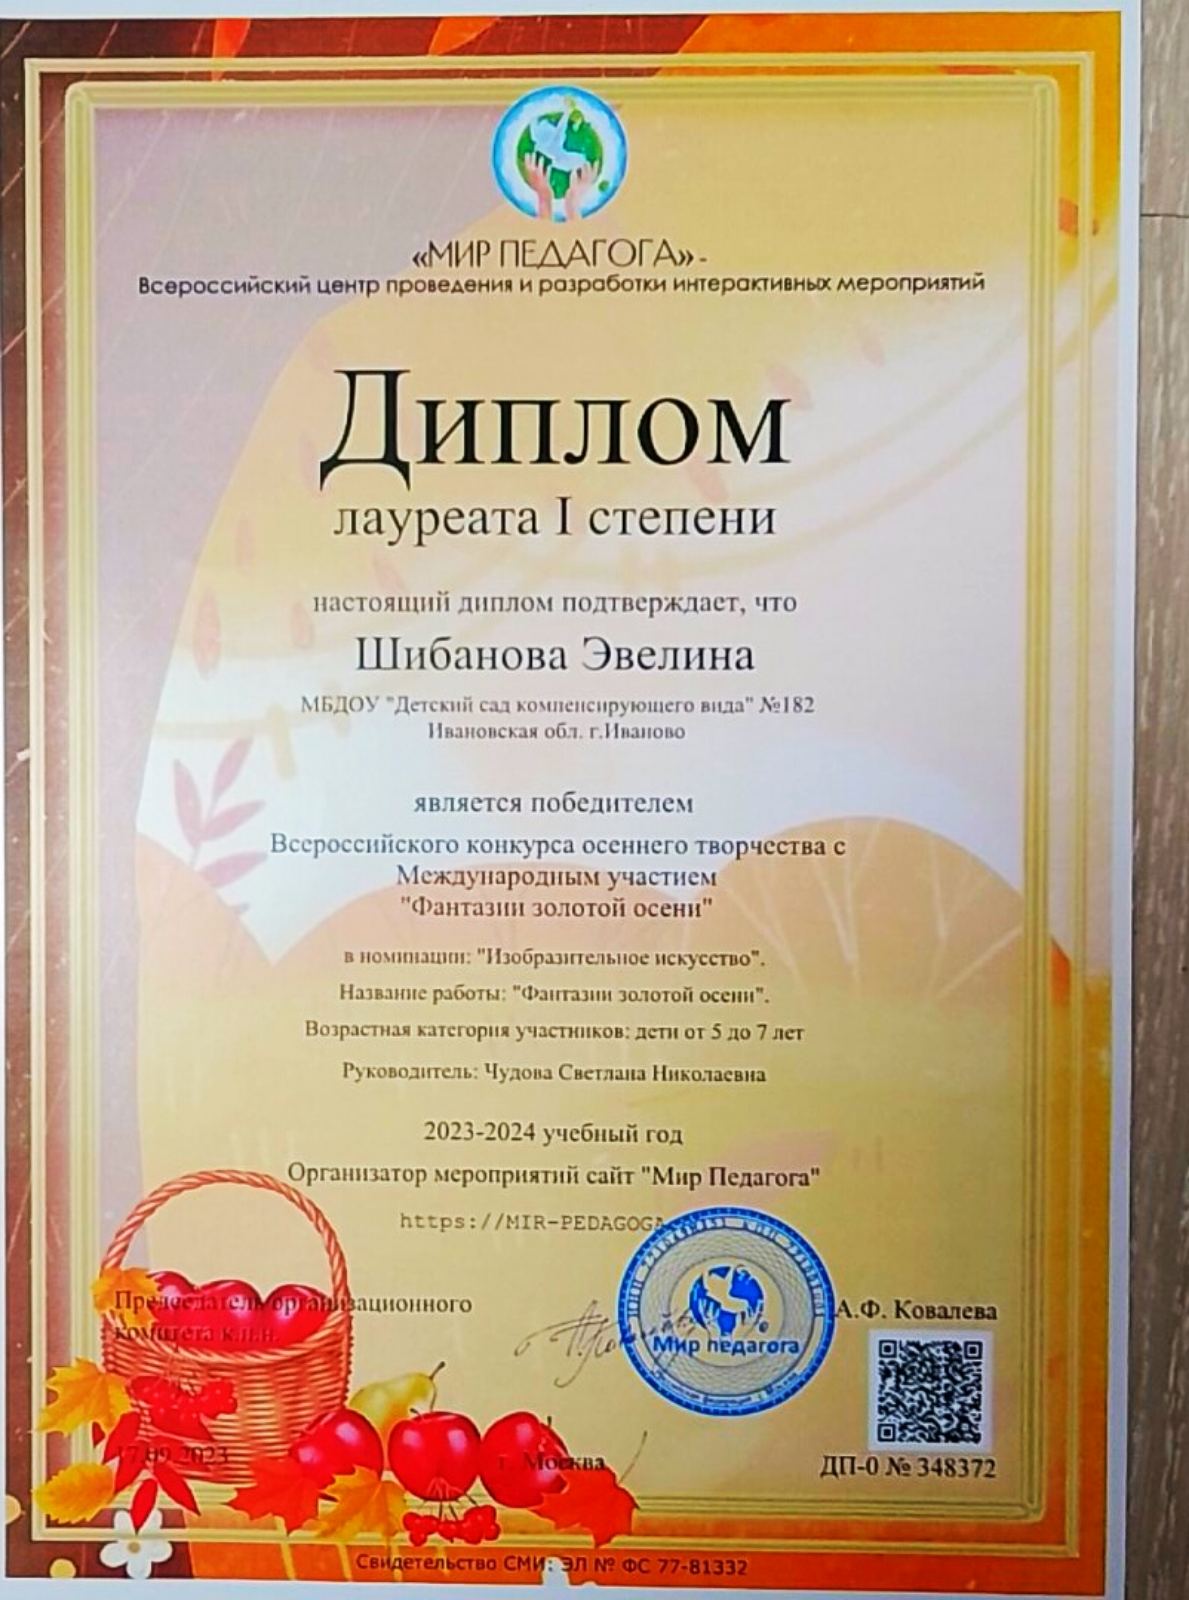 «МИР ПЕДАГОГА» -
Всероссийский центр проведения и разработки интерактивных мероприятий
Диплом
лауреата I степени
настоящий диплом подтверждает, что
Шибанова Эвелина
МБДОУ "Детский сад компенсирующего вида" №182
Ивановская обл. г.Иваново
является победителем
Всероссийского конкурса осеннего творчества с
Международным участием
"Фантазии золотой осени"
в номинации: "Изобразительное искусство".
Название работы: "Фантазии золотой осени".
Возрастная категория участников: дети от 5 до 7 лет
Руководитель: Чудова Светлана Николаевна
2023-2024 учебный год
Организатор мероприятий сайт "Мир Педагога"
https://MIR-PEDAGOGA
Председатель организационного
комитета к.п.н.
А.Ф. Ковалева
Мир педагога
17.09.2023
г. Москва
ДП-0 № 348372
Свидетельство СМИ: ЭЛ № ФС 77-81332